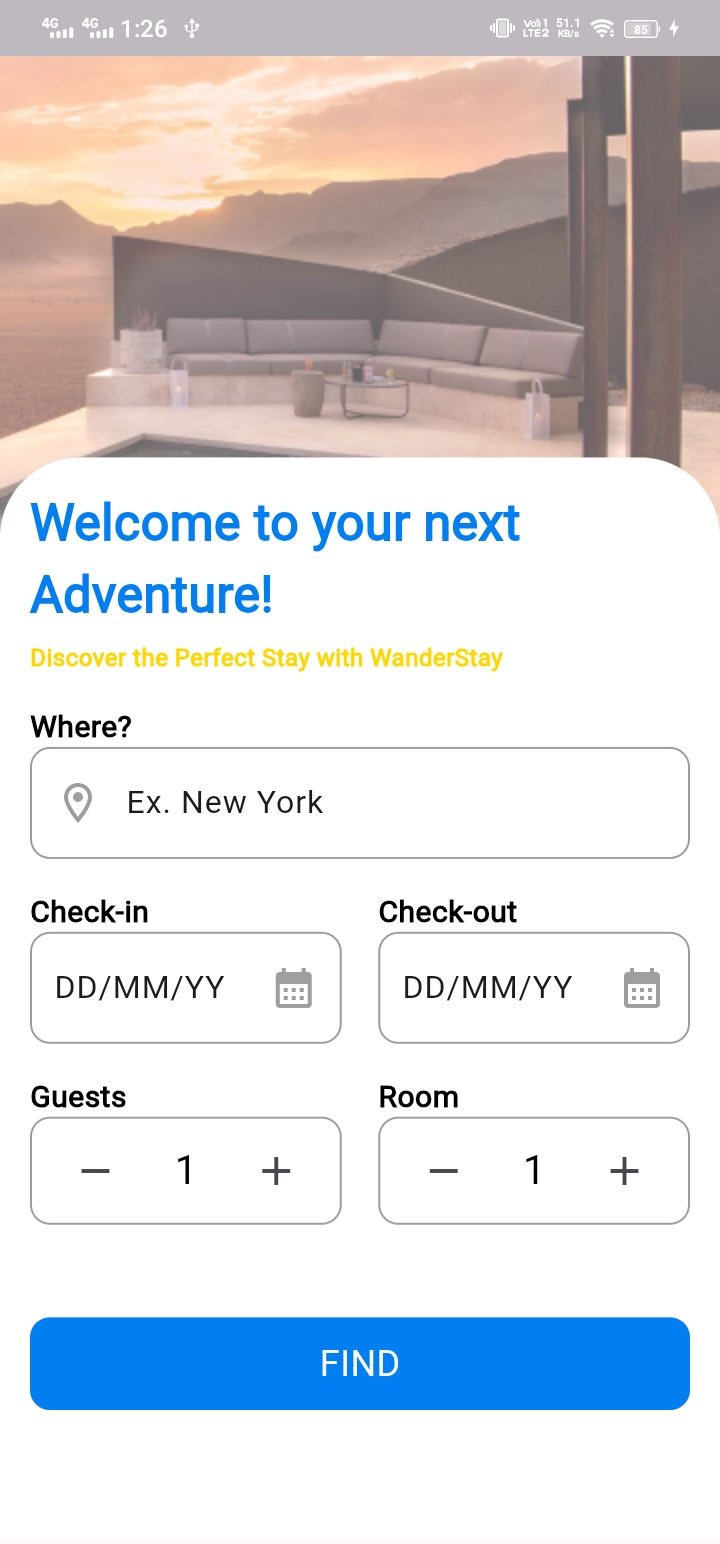 4G 4G 1:26 Vo)) 1 LTE2 51.1 KB/s 85
Welcome to your next
Adventure!
Discover the Perfect Stay with WanderStay
Where?
Ex. New York
Check-in Check-out
DD/MM/YY DD/MM/YY
Guests Room
− 1 + − 1 +
FIND